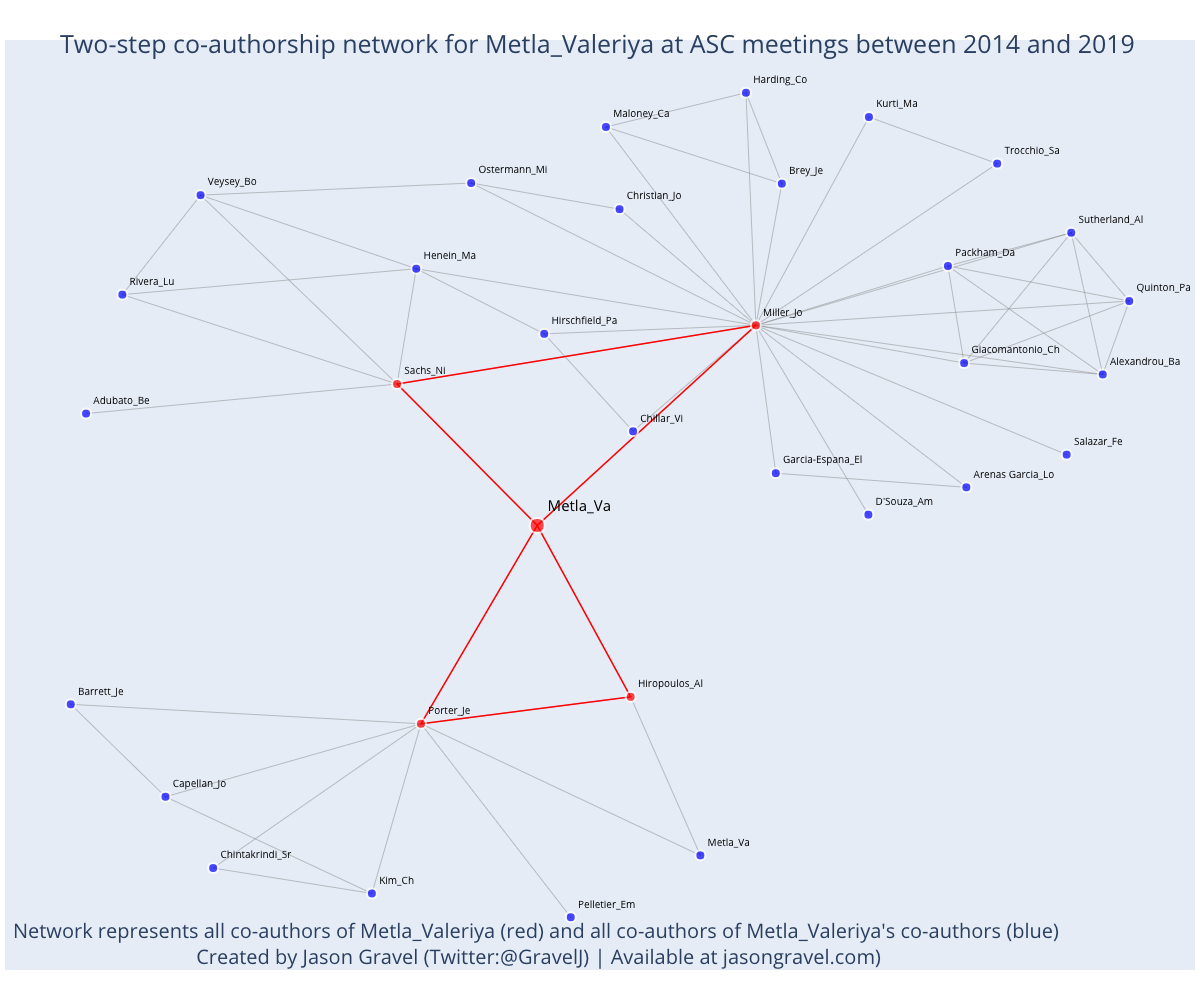 Two-step co-authorship network for Metla_Valeriya at ASC meetings between 2014 and 2019
Harding_Co
Kurti_Ma
Maloney_Ca
Trocchio_Sa
Ostermann_Mi
Brey_Je
Veysey_Bo
Christian_Jo
Sutherland_Al
Henein_Ma
Packham_Da
Rivera_Lu
Quinton_Pa
Hirschfield_Pa
Miller_Jo
Giacomantonio_Ch
Alexandrou_Ba
Sachs_Ni
Adubato_Be
Chillar_Vi
Salazar_Fe
Garcia-Espana_El
Arenas Garcia_Lo
D'Souza_Am
Metla_Va
Hiropoulos_Al
Barrett_Je
Porter_Je
Capellan_Jo
Metla_Va
Chintakrindi_Sr
Kim_Ch
Pelletier_Em
Network represents all co-authors of Metla_Valeriya (red) and all co-authors of Metla_Valeriya's co-authors (blue)
Created by Jason Gravel (Twitter:@GravelJ) | Available at jasongravel.com)